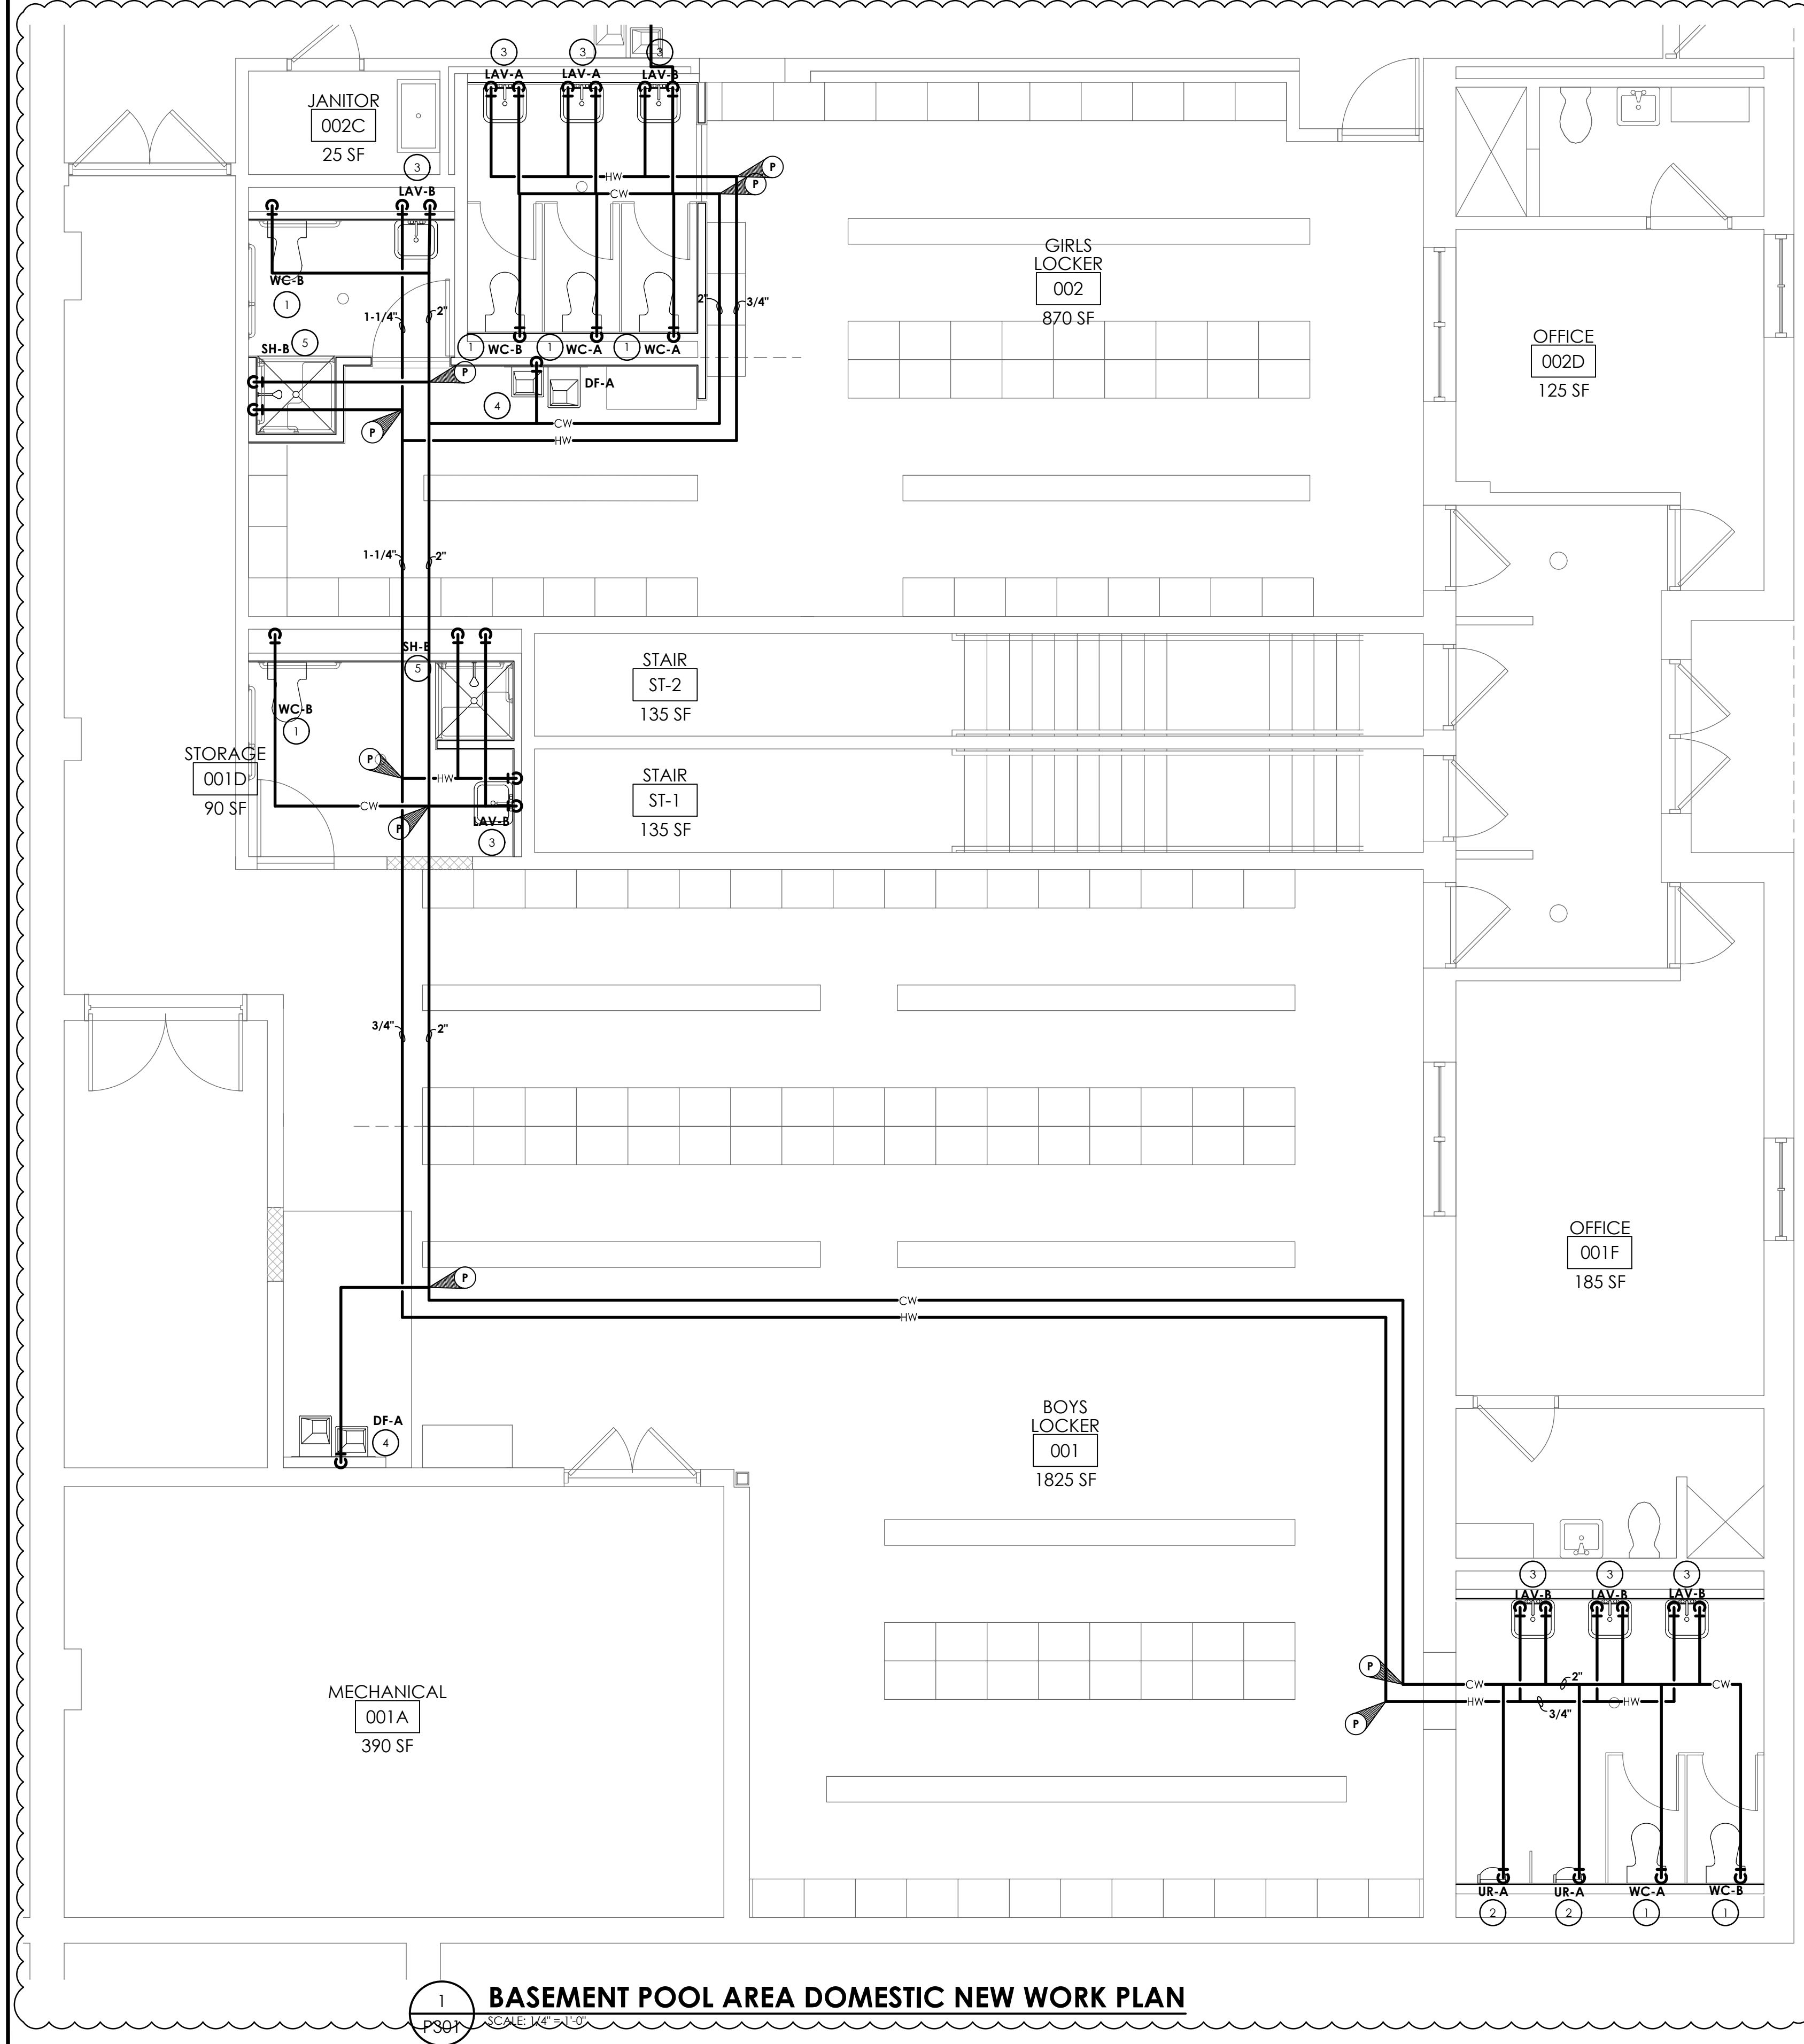 3
3
3
LAV-A
LAV-A
LAV-B
JANITOR
002C
25 SF
3
LAV-B
HW
P
P
CW
WC-B
1
1-1/4"
2"
2"
3/4"
GIRLS
LOCKER
002
870 SF
OFFICE
002D
125 SF
SH-B
5
1
WC-B
1
WC-A
1
WC-A
P
DF-A
4
P
CW
HW
1-1/4"
2"
SH-B
5
STAIR
ST-2
135 SF
WC-B
1
STORAGE
001D
90 SF
P
HW
CW
P
LAV-B
3
STAIR
ST-1
135 SF
3/4"
2"
P
CW
HW
OFFICE
001F
185 SF
DF-A
4
BOYS
LOCKER
001
1825 SF
3
3
3
LAV-B
LAV-B
LAV-B
P
CW
2"
CW
HW
HW
3/4"
P
MECHANICAL
001A
390 SF
UR-A
UR-A
WC-A
WC-B
2
2
1
1
1
P301
BASEMENT POOL AREA DOMESTIC NEW WORK PLAN
SCALE: 1/4" = 1'-0"